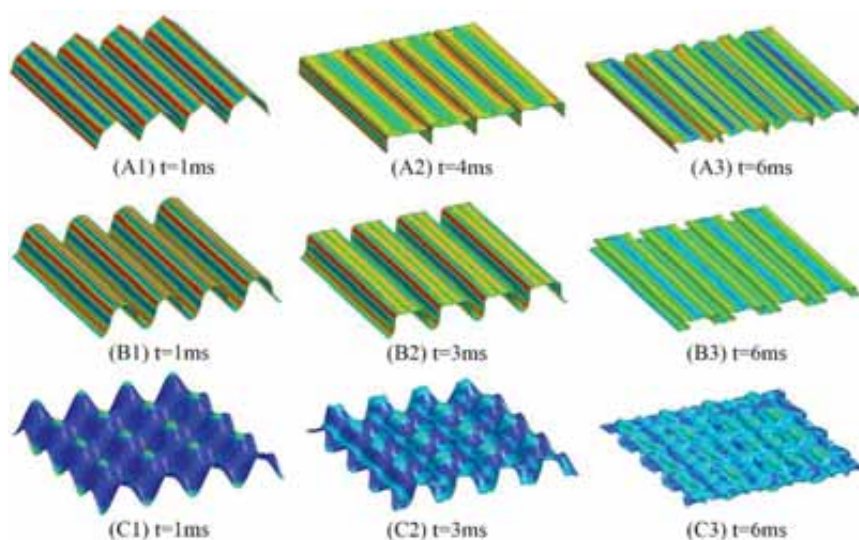 (A1) t=1ms
(A2) t=4ms
(A3) t=6ms
(B1) t=1ms
(B2) t=3ms
(B3) t=6ms
(C1) t=1ms
(C2) t=3ms
(C3) t=6ms